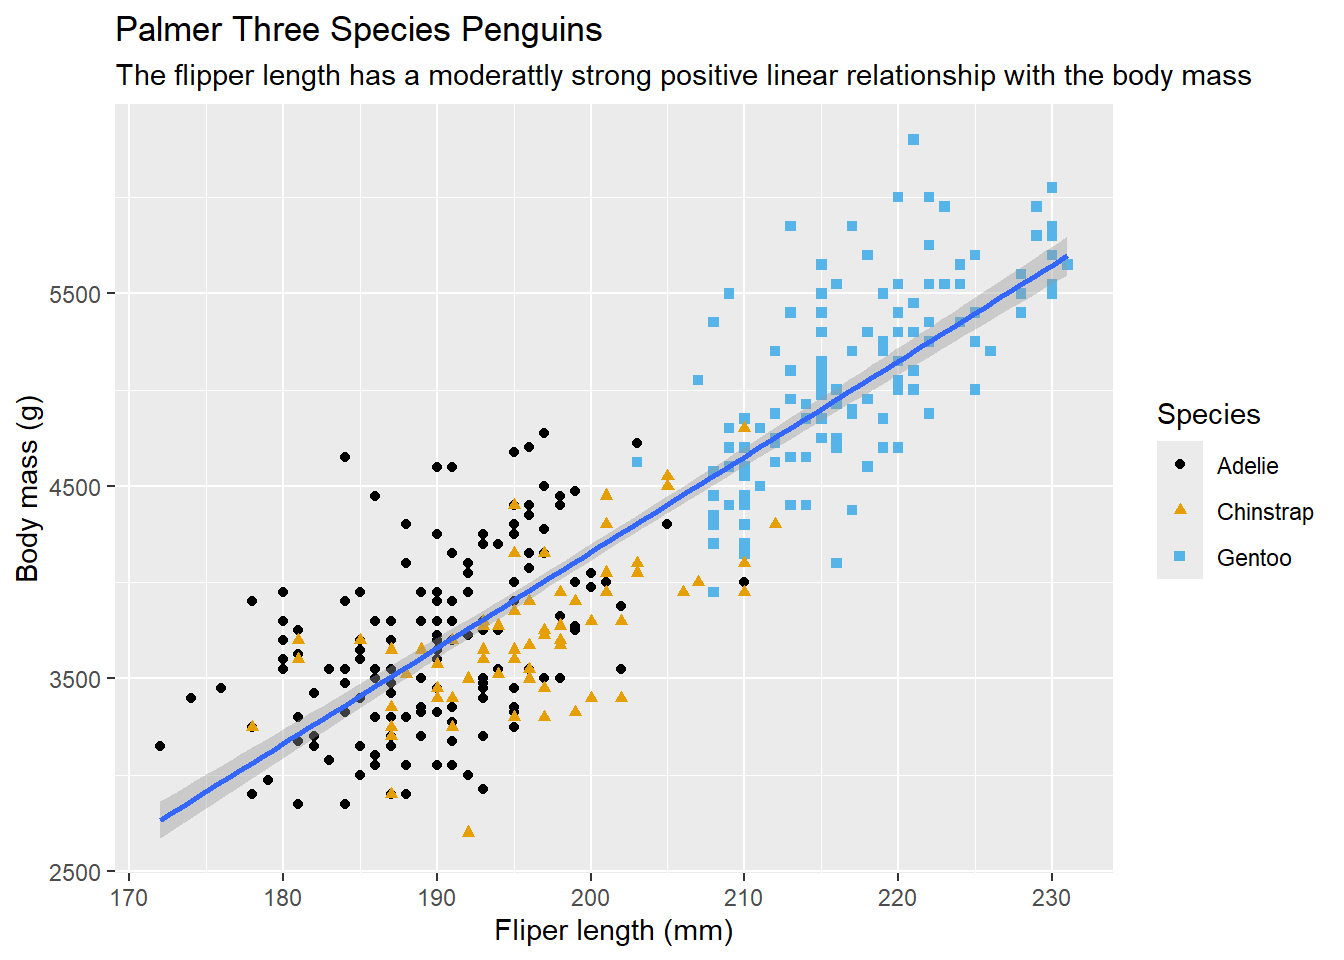 Palmer Three Species Penguins
The flipper length has a moderattly strong positive linear relationship with the body mass
5500
4500
3500
2500
Body mass (g)
170 180 190 200 210 220 230
Fliper length (mm)
Species
Adelie
Chinstrap
Gentoo